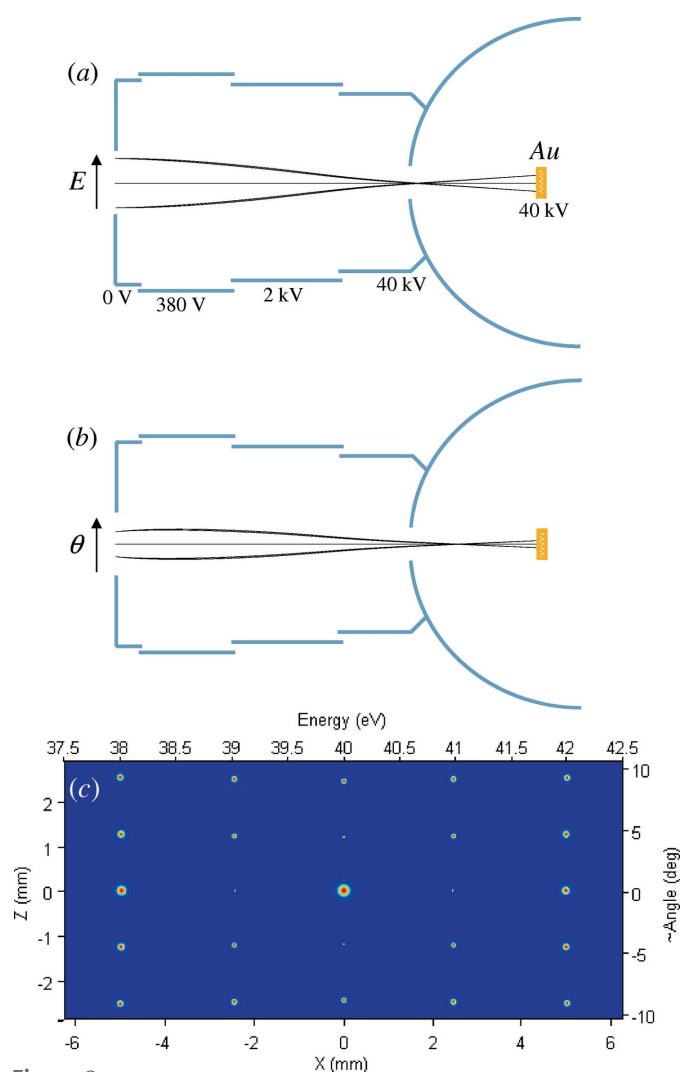 (a)
Au
E
40 kV
0 V
380 V
2 kV
40 kV
(b)
θ
Energy (eV)
37.5 38 38.5 39 39.5 40 40.5 41 41.5 42 42.5
(c)
2
1
0
-1
-2
Z (mm)
10
5
0
-5
-10
~Angle (deg)
-6 -4 -2 0 2 4 6
X (mm)